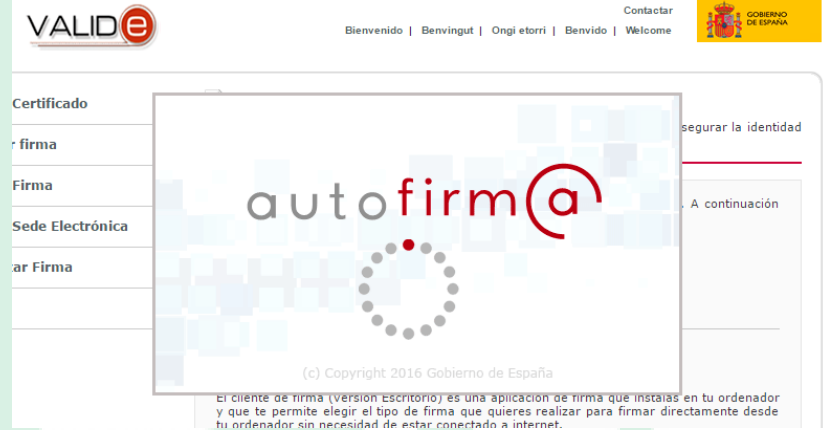 VALIDe
Contactar
Bienvenido | Benvingut | Ongi etorri | Benvido | Welcome
GOBIERNO
DE ESPAÑA
Certificado
firma
segurar la identidad
Firma
A continuación
Sede Electrónica
ar Firma
autofirm@
(c) Copyright 2016 Gobierno de España
El cliente de firma (Versión Escritorio) es una aplicación de firma que instalas en tu ordenador
y que te permite elegir el tipo de firma que quieres realizar para firmar directamente desde
tu ordenador sin necesidad de estar conectado a internet.